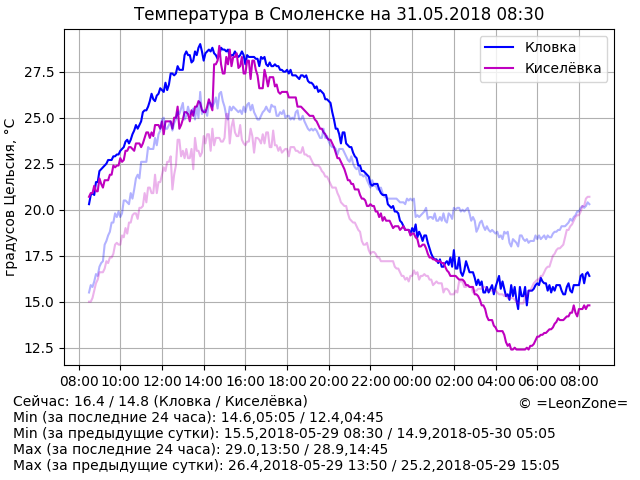 Температура в Смоленске на 31.05.2018 08:30
Кловка
Киселёвка
градусов Цельсия, °C
27.5
25.0
22.5
20.0
17.5
15.0
12.5
08:00 10:00 12:00 14:00 16:00 18:00 20:00 22:00 00:00 02:00 04:00 06:00 08:00
Сейчас: 16.4 / 14.8 (Кловка / Киселёвка)
© =LeonZone=
Min (за последние 24 часа): 14.6,05:05 / 12.4,04:45
Min (за предыдущие сутки): 15.5,2018-05-29 08:30 / 14.9,2018-05-30 05:05
Max (за последние 24 часа): 29.0,13:50 / 28.9,14:45
Max (за предыдущие сутки): 26.4,2018-05-29 13:50 / 25.2,2018-05-29 15:05